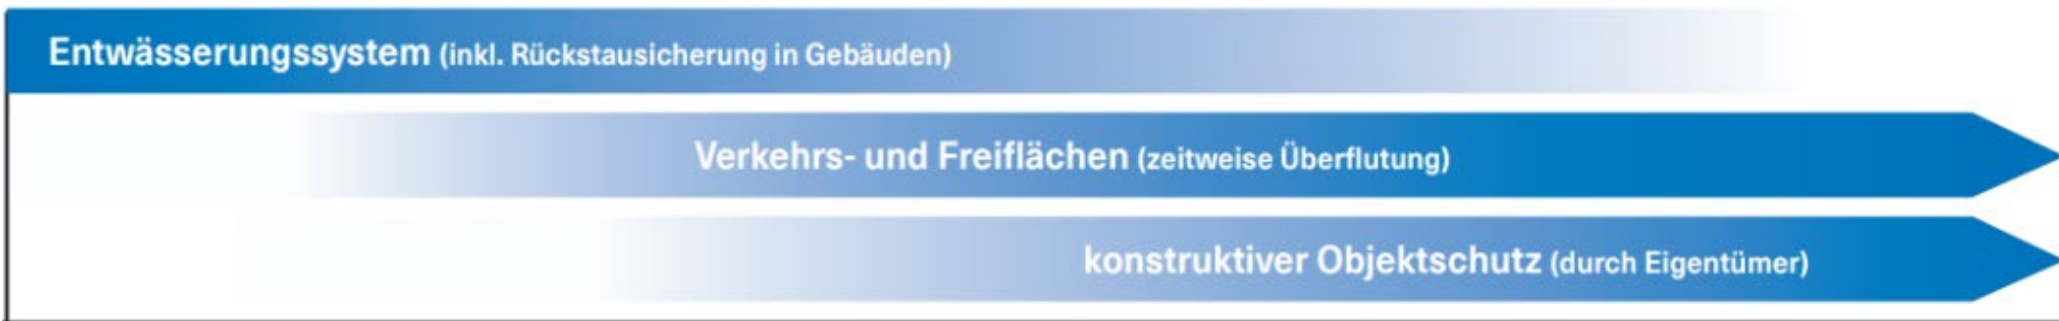 Entwässerungssystem (inkl. Rückstausicherung in Gebäuden)
Verkehrs- und Freiflächen (zeitweise Überflutung)
konstruktiver Objektschutz (durch Eigentümer)